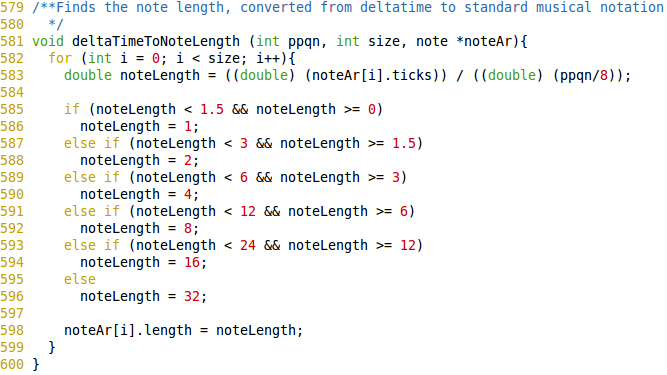 579 /**Finds the note length, converted from deltatime to standard musical notation
580   */
581 void deltaTimeToNoteLength (int ppqn, int size, note *noteAr){
582   for (int i = 0; i < size; i++){
583     double noteLength = ((double) (noteAr[i].ticks)) / ((double) (ppqn/8));
584
585     if (noteLength < 1.5 && noteLength >= 0)
586       noteLength = 1;
587     else if (noteLength < 3 && noteLength >= 1.5)
588       noteLength = 2;
589     else if (noteLength < 6 && noteLength >= 3)
590       noteLength = 4;
591     else if (noteLength < 12 && noteLength >= 6)
592       noteLength = 8;
593     else if (noteLength < 24 && noteLength >= 12)
594       noteLength = 16;
595     else
596       noteLength = 32;
597
598     noteAr[i].length = noteLength;
599   }
600 }